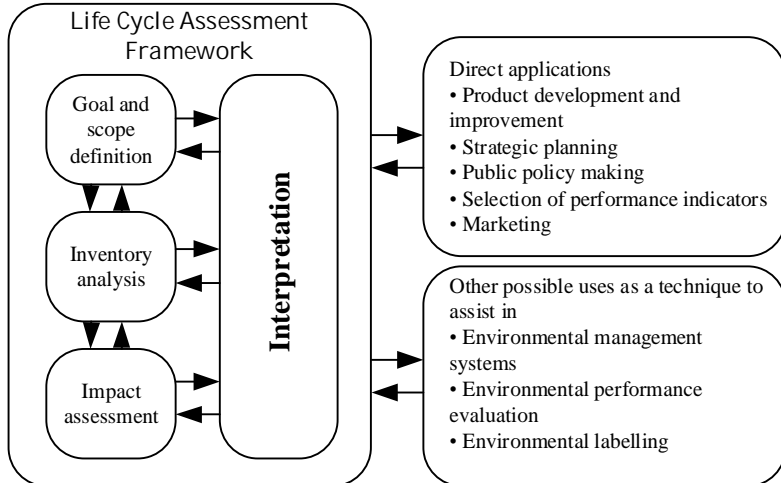 Life Cycle Assessment
Framework
Goal and
scope
definition
Inventory
analysis
Impact
assessment
Interpretation
Direct applications
• Product development and
improvement
• Strategic planning
• Public policy making
• Selection of performance indicators
• Marketing
Other possible uses as a technique to
assist in
• Environmental management
systems
• Environmental performance
evaluation
• Environmental labelling